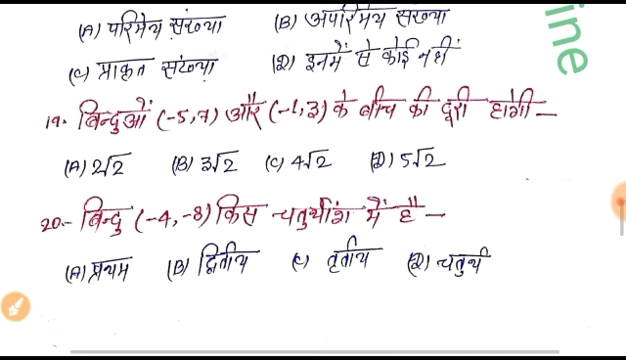 (A) परिमेय संख्या (B) अपरिमेय संख्या
(C) प्राकृत संख्या (D) इनमें से कोई नहीं
19. बिन्दुओं (-5,7) और (-1,3) के बीच की दूरी होगी-
(A) 2√2 (B) 3√2 (C) 4√2 (D) 5√2
20.- बिन्दु (-4,-8) किस चतुर्थांश में है-
(A) प्रथम (B) द्वितीय (C) तृतीय (D) चतुर्थ
ine